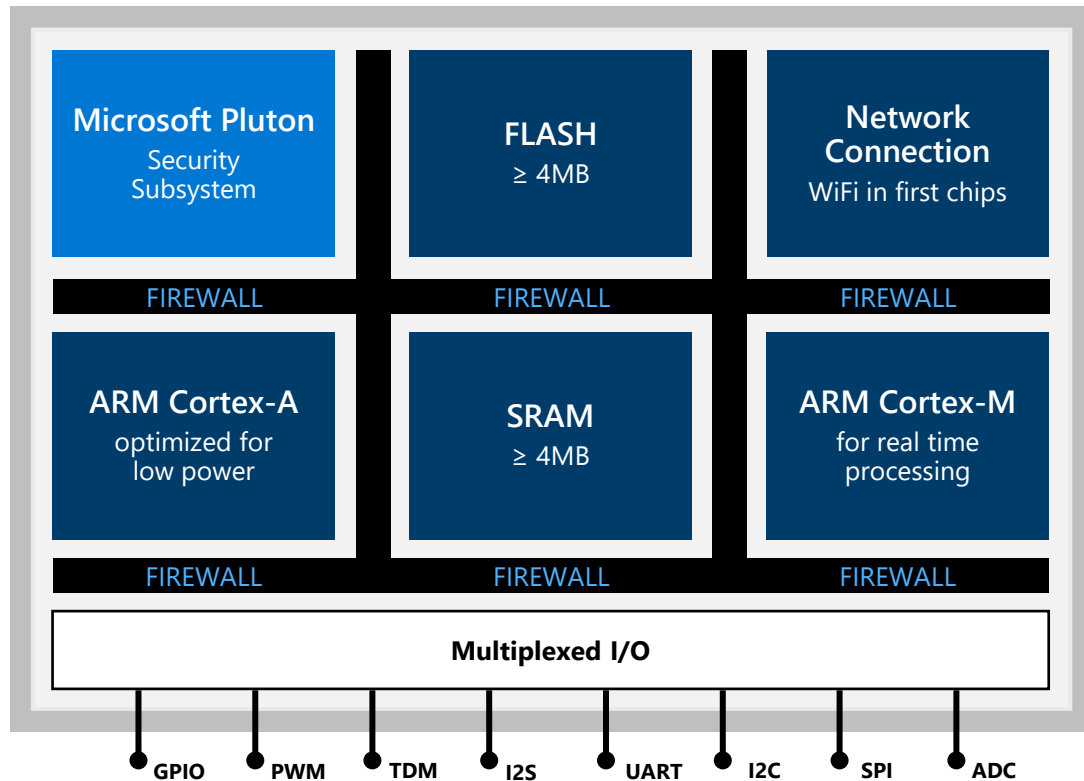 Microsoft Pluton
Security
Subsystem
FLASH
≥ 4MB
Network
Connection
WiFi in first chips
FIREWALL
FIREWALL
FIREWALL
ARM Cortex-A
optimized for
low power
SRAM
≥ 4MB
ARM Cortex-M
for real time
processing
FIREWALL
FIREWALL
FIREWALL
Multiplexed I/O
GPIO
PWM
TDM
I2S
UART
I2C
SPI
ADC